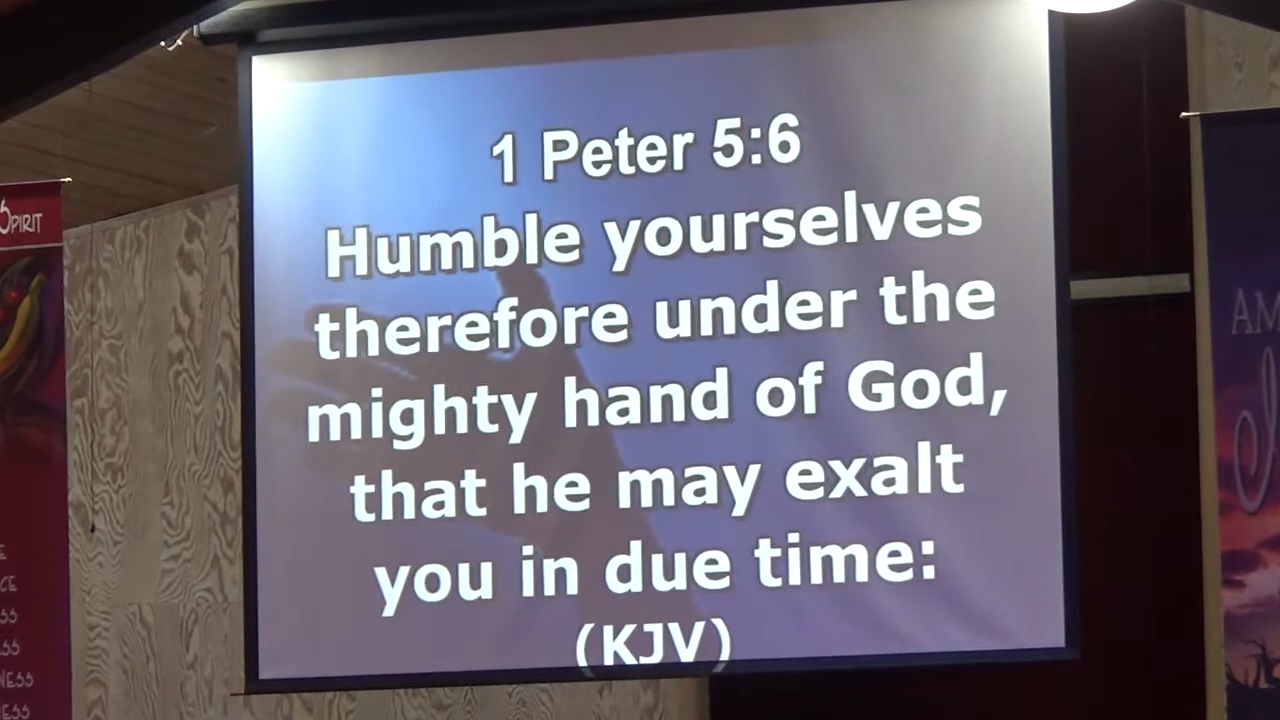 1 Peter 5:6
Humble yourselves
therefore under the
mighty hand of God,
that he may exalt
you in due time:
(KJV)
SPIRIT